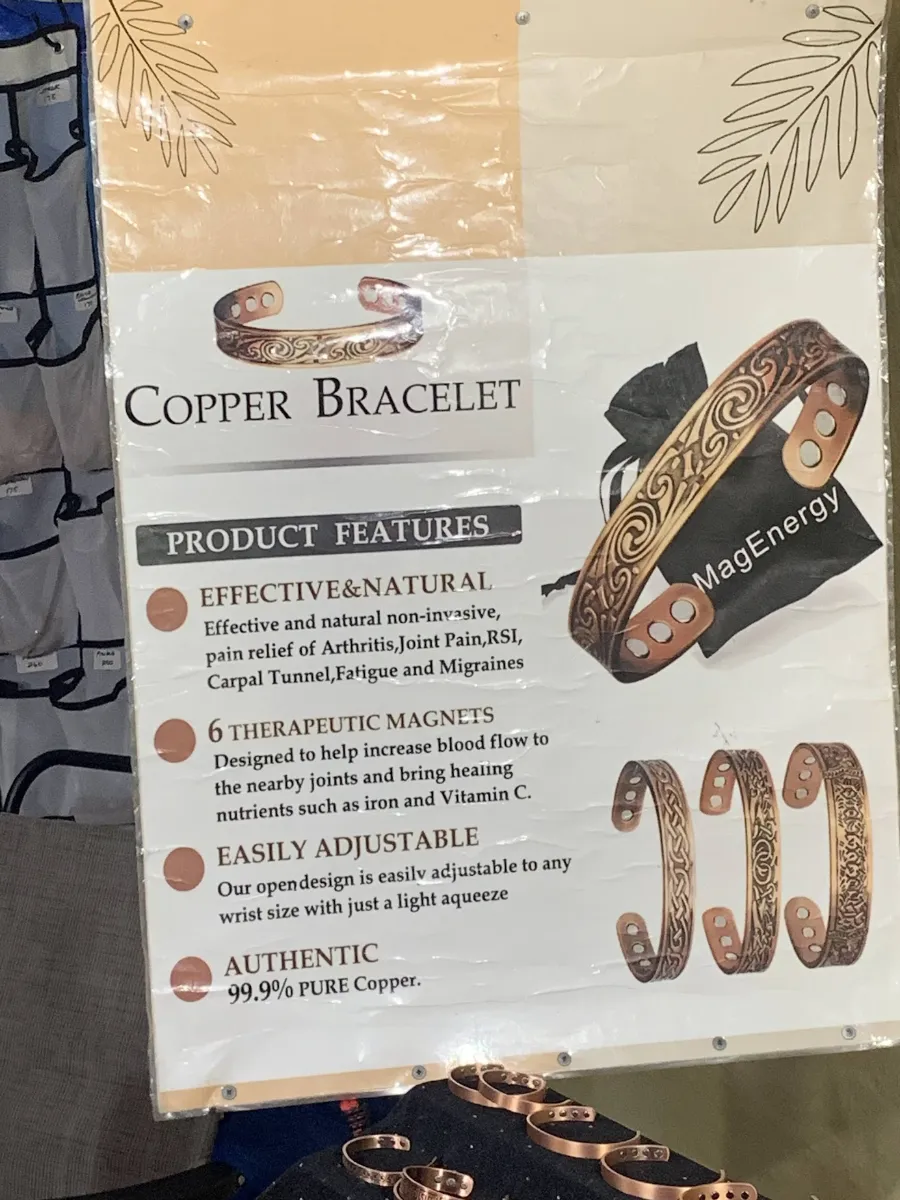 COPPER BRACELET
PRODUCT FEATURES
EFFECTIVE&NATURAL
Effective and natural non-invasive,
pain relief of Arthritis,Joint Pain,RSI,
Carpal Tunnel,Fatigue and Migraines
6 THERAPEUTIC MAGNETS
Designed to help increase blood flow to
the nearby joints and bring healing
nutrients such as iron and Vitamin C.
EASILY ADJUSTABLE
Our opendesign is easily adjustable to any
wrist size with just a light aqueeze
AUTHENTIC
99.9% PURE Copper.
MagEnergy